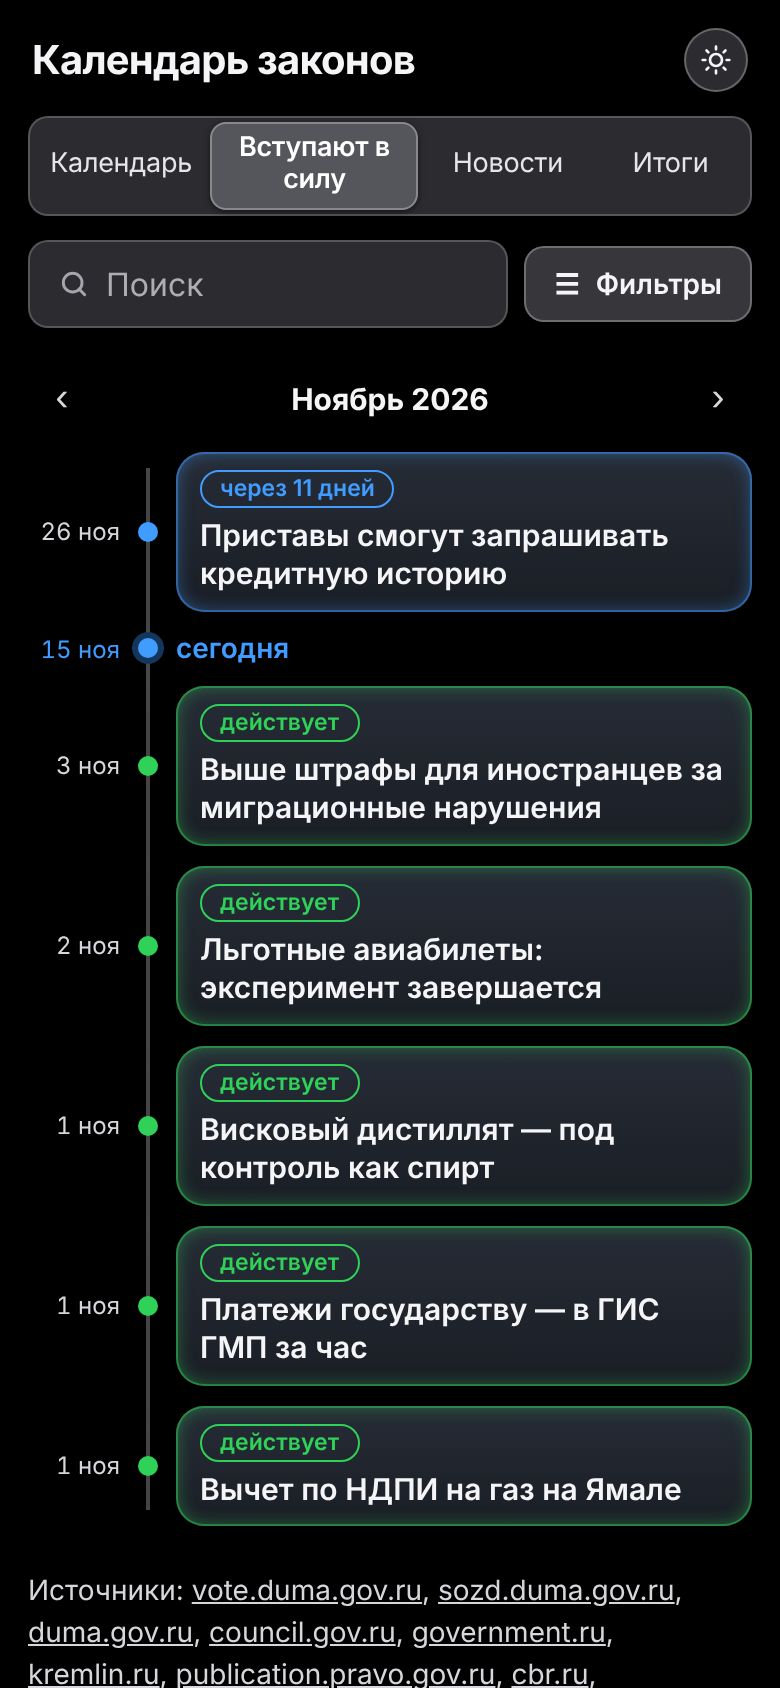 Календарь законов
Календарь
Вступают в
силу
Новости
Итоги
Поиск
Фильтры
Ноябрь 2026
через 11 дней
26 ноя
Приставы смогут запрашивать
кредитную историю
15 ноя
сегодня
действует
3 ноя
Выше штрафы для иностранцев за
миграционные нарушения
действует
2 ноя
Льготные авиабилеты:
эксперимент завершается
действует
1 ноя
Висковый дистиллят — под
контроль как спирт
действует
1 ноя
Платежи государству — в ГИС
ГМП за час
действует
1 ноя
Вычет по НДПИ на газ на Ямале
Источники: vote.duma.gov.ru, sozd.duma.gov.ru,
duma.gov.ru, council.gov.ru, government.ru,
kremlin.ru, publication.pravo.gov.ru, cbr.ru,